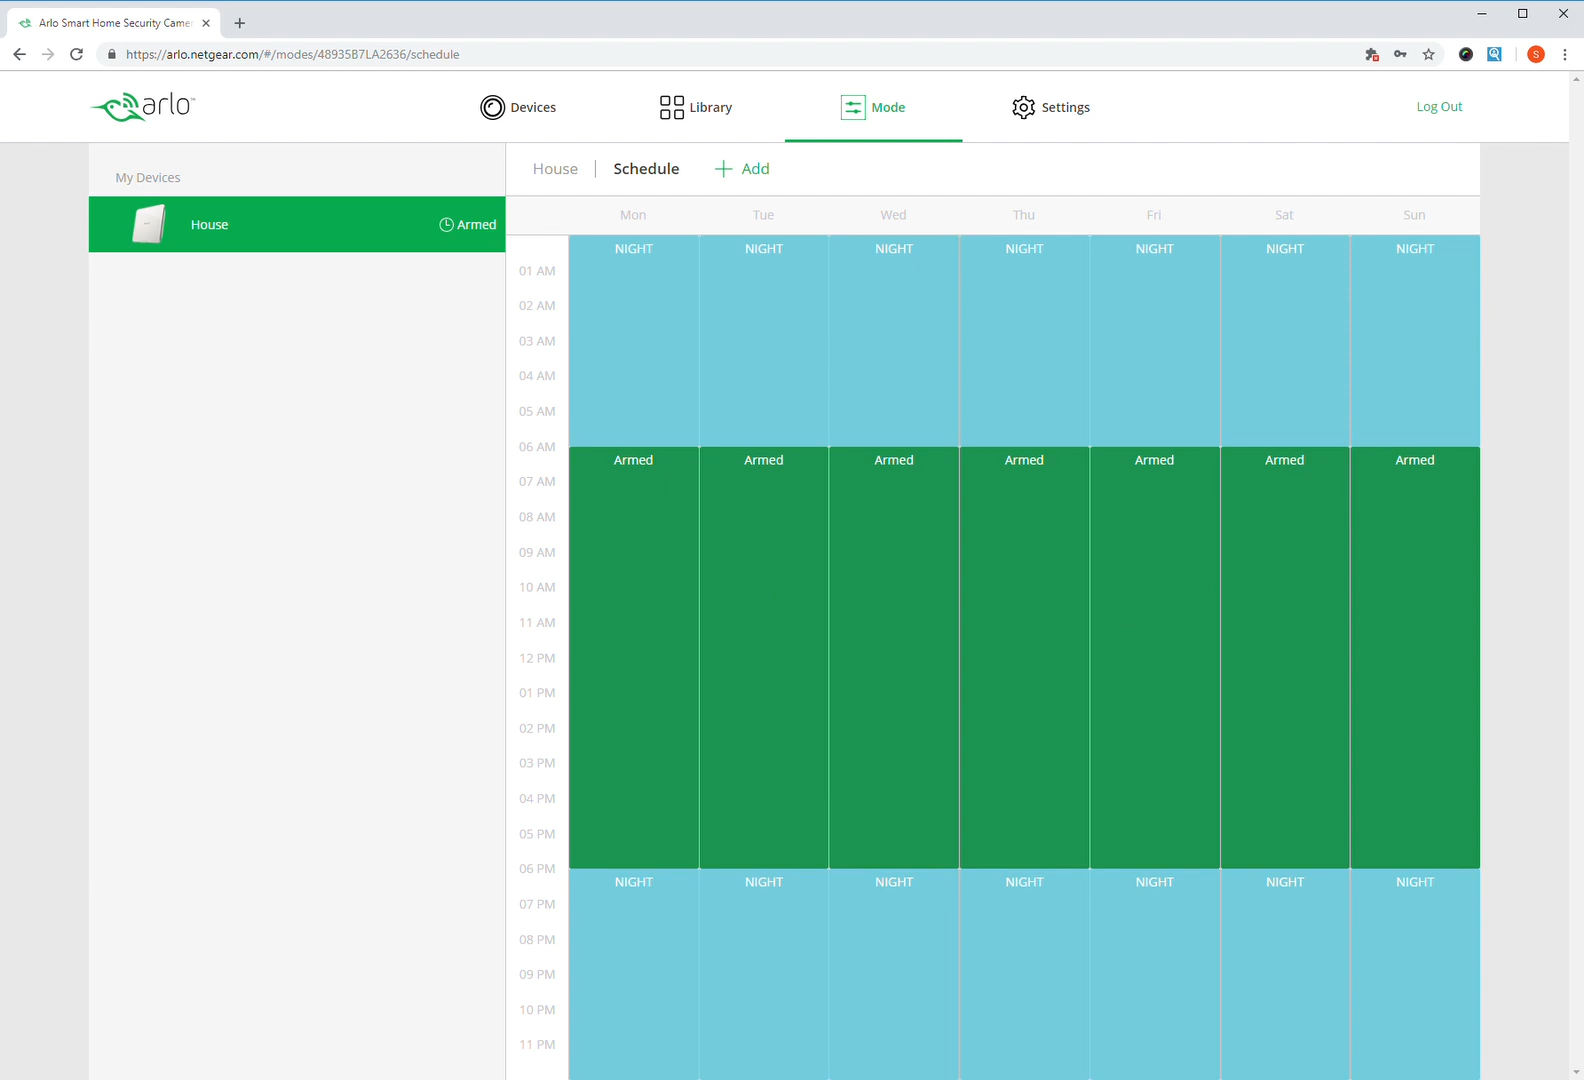 Arlo Smart Home Security Camer
https://arlo.netgear.com/#/modes/48935B7LA2636/schedule
S
arlo™
Devices
Library
Mode
Settings
Log Out
My Devices
House
Armed
House | Schedule + Add
Mon Tue Wed Thu Fri Sat Sun
NIGHT NIGHT NIGHT NIGHT NIGHT NIGHT NIGHT
01 AM
02 AM
03 AM
04 AM
05 AM
06 AM
Armed Armed Armed Armed Armed Armed Armed
07 AM
08 AM
09 AM
10 AM
11 AM
12 PM
01 PM
02 PM
03 PM
04 PM
05 PM
06 PM
NIGHT NIGHT NIGHT NIGHT NIGHT NIGHT NIGHT
07 PM
08 PM
09 PM
10 PM
11 PM